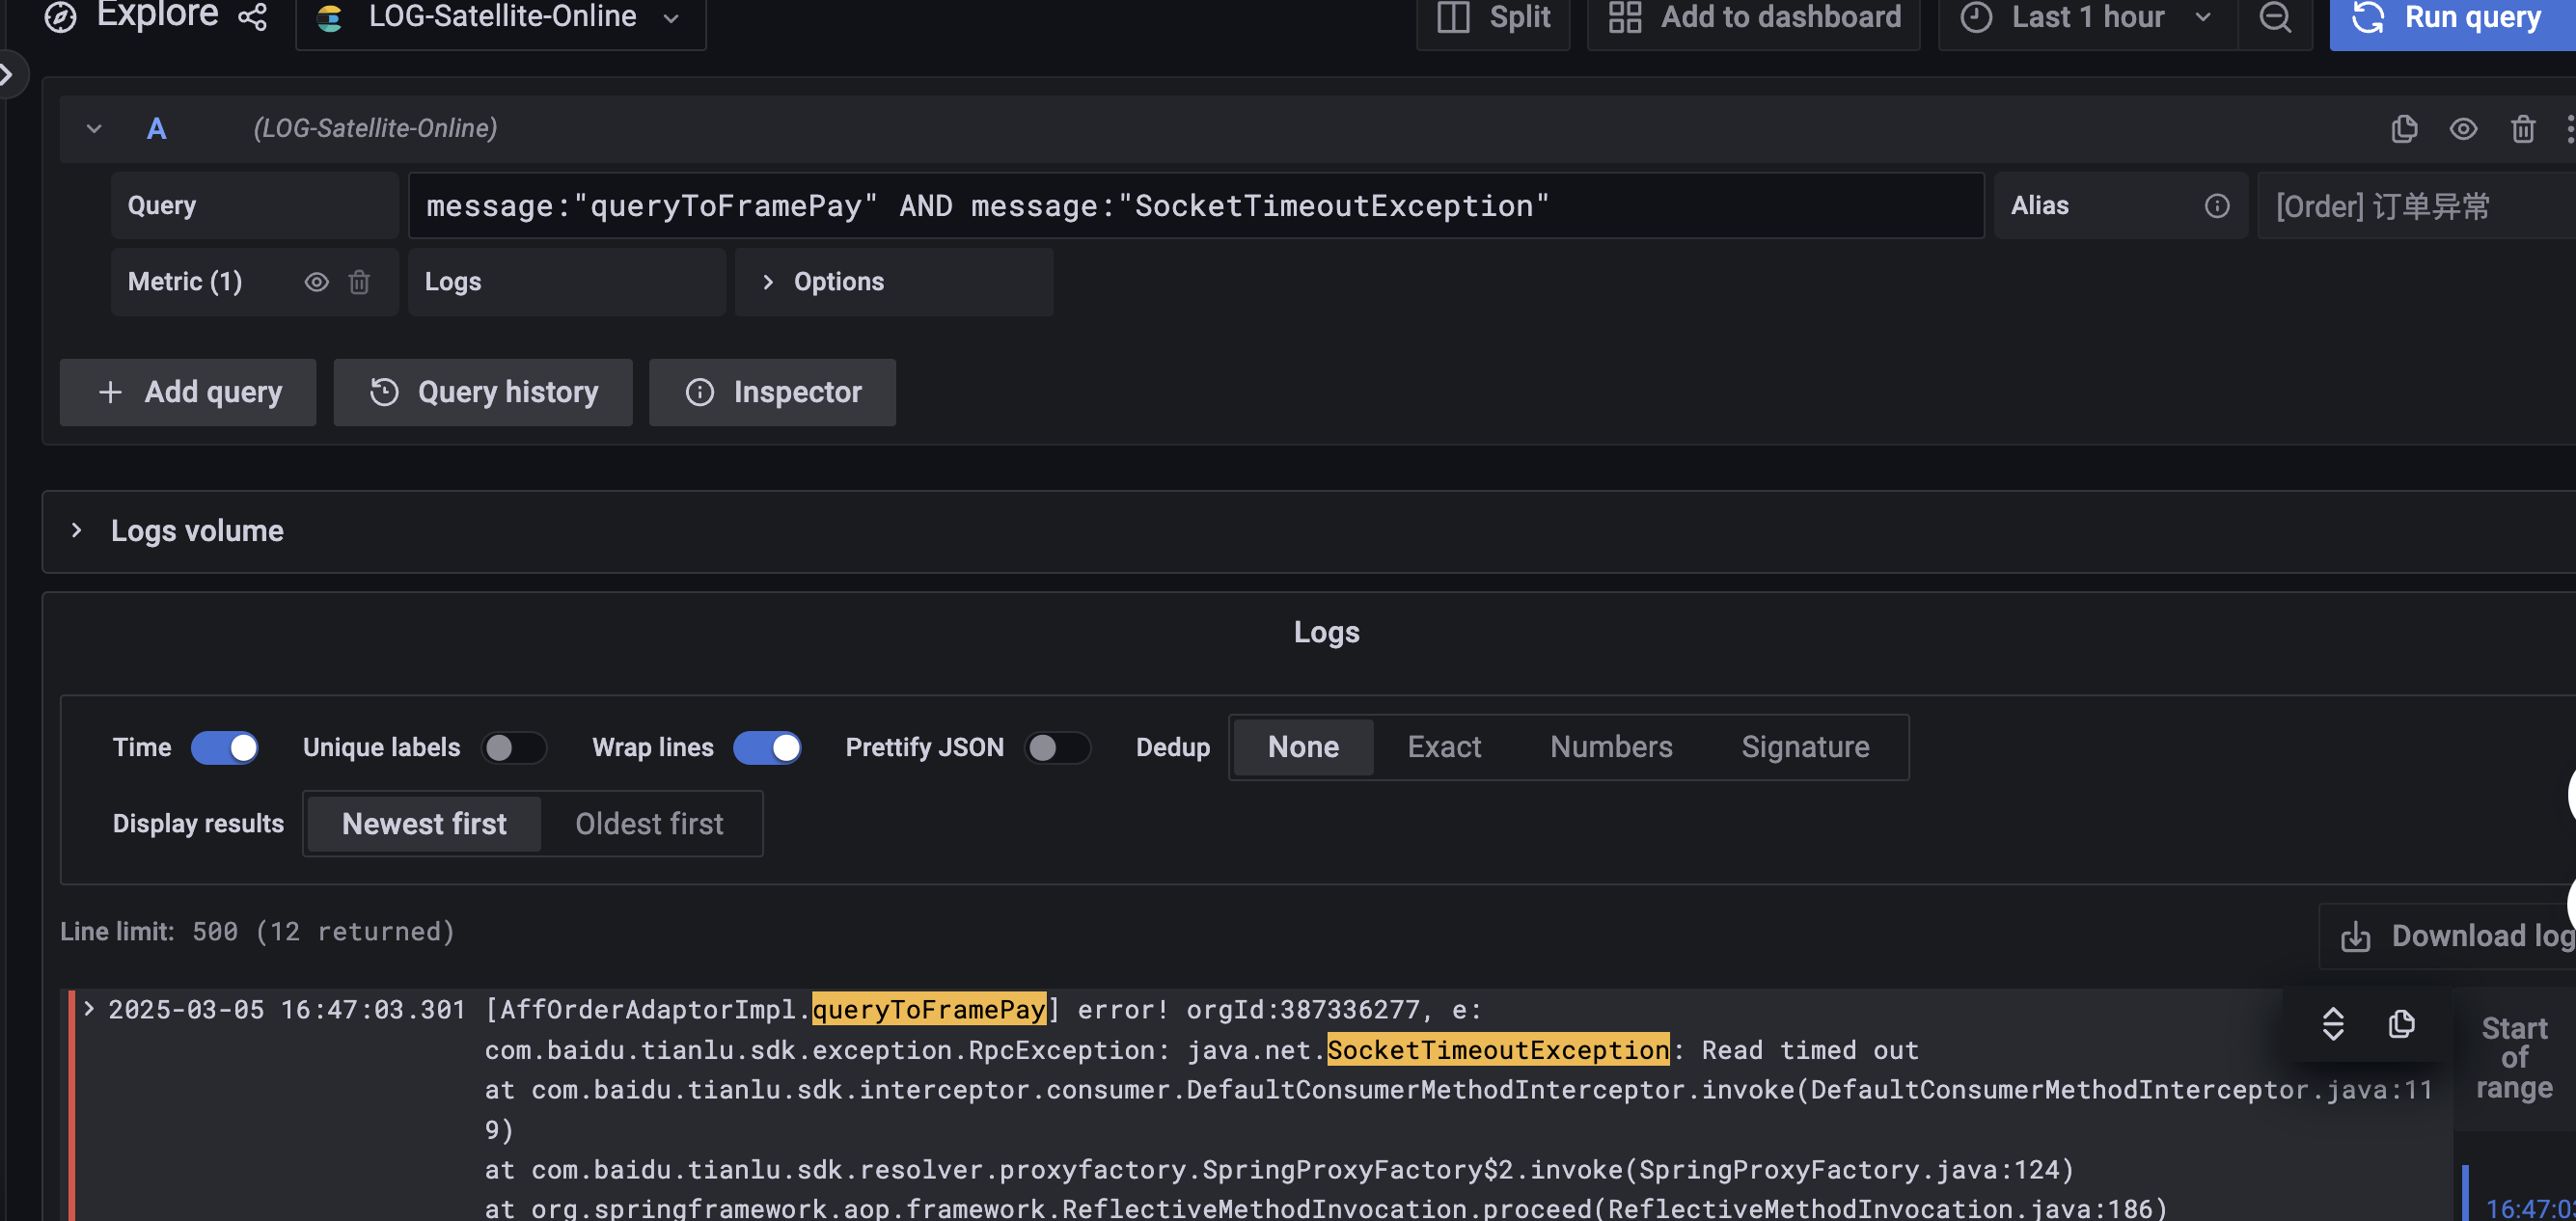 Explore LOG-Satellite-Online Split Add to dashboard Last 1 hour Run query
A (LOG-Satellite-Online)
Query message:"queryToFramePay" AND message:"SocketTimeoutException" Alias [Order] 订单异常
Metric (1) Logs Options
Add query Query history Inspector
Logs volume
Logs
Time Unique labels Wrap lines Prettify JSON Dedup None Exact Numbers Signature
Display results Newest first Oldest first
Line limit: 500 (12 returned) Download log
2025-03-05 16:47:03.301 [AffOrderAdaptorImpl.queryToFramePay] error! orgId:387336277, e:
com.baidu.tianlu.sdk.exception.RpcException: java.net.SocketTimeoutException: Read timed out
at com.baidu.tianlu.sdk.interceptor.consumer.DefaultConsumerMethodInterceptor.invoke(DefaultConsumerMethodInterceptor.java:11
9)
at com.baidu.tianlu.sdk.resolver.proxyfactory.SpringProxyFactory$2.invoke(SpringProxyFactory.java:124)
at org.springframework.aop.framework.ReflectiveMethodInvocation.proceed(ReflectiveMethodInvocation.java:186)
Start
of
range